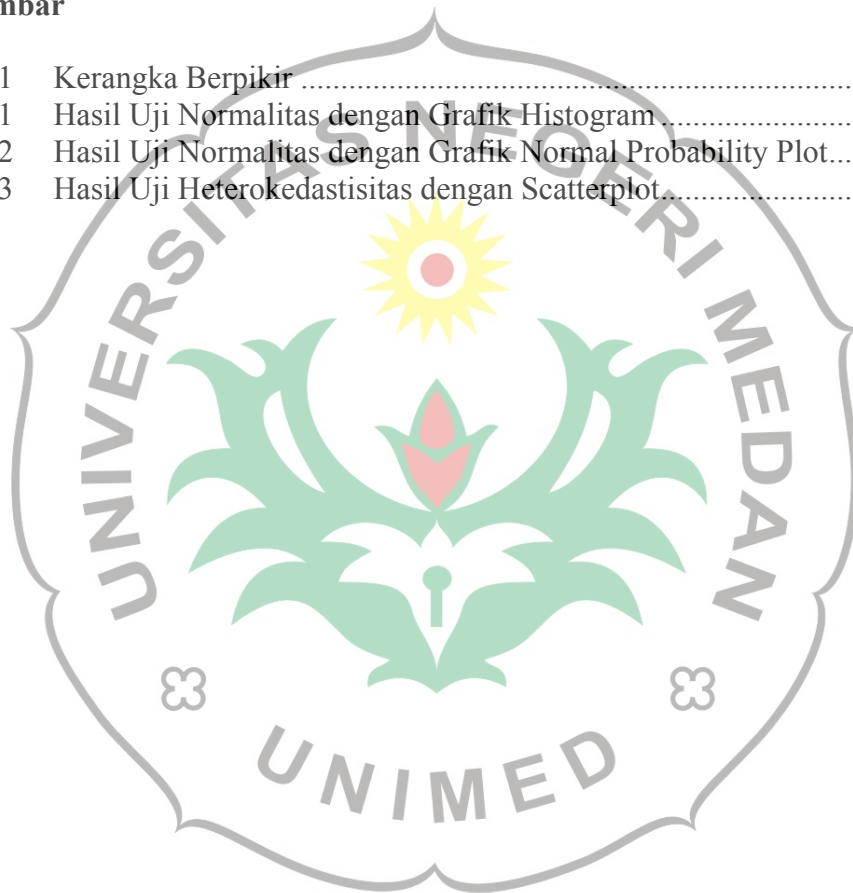 mbar
1 Kerangka Berpikir ........................................................................
1 Hasil Uji Normalitas dengan Grafik Histogram .........................
2 Hasil Uji Normalitas dengan Grafik Normal Probability Plot...
3 Hasil Uji Heterokedastisitas dengan Scatterplot........................
UNIVERSITAS NEGERI MEDAN
UNIMED